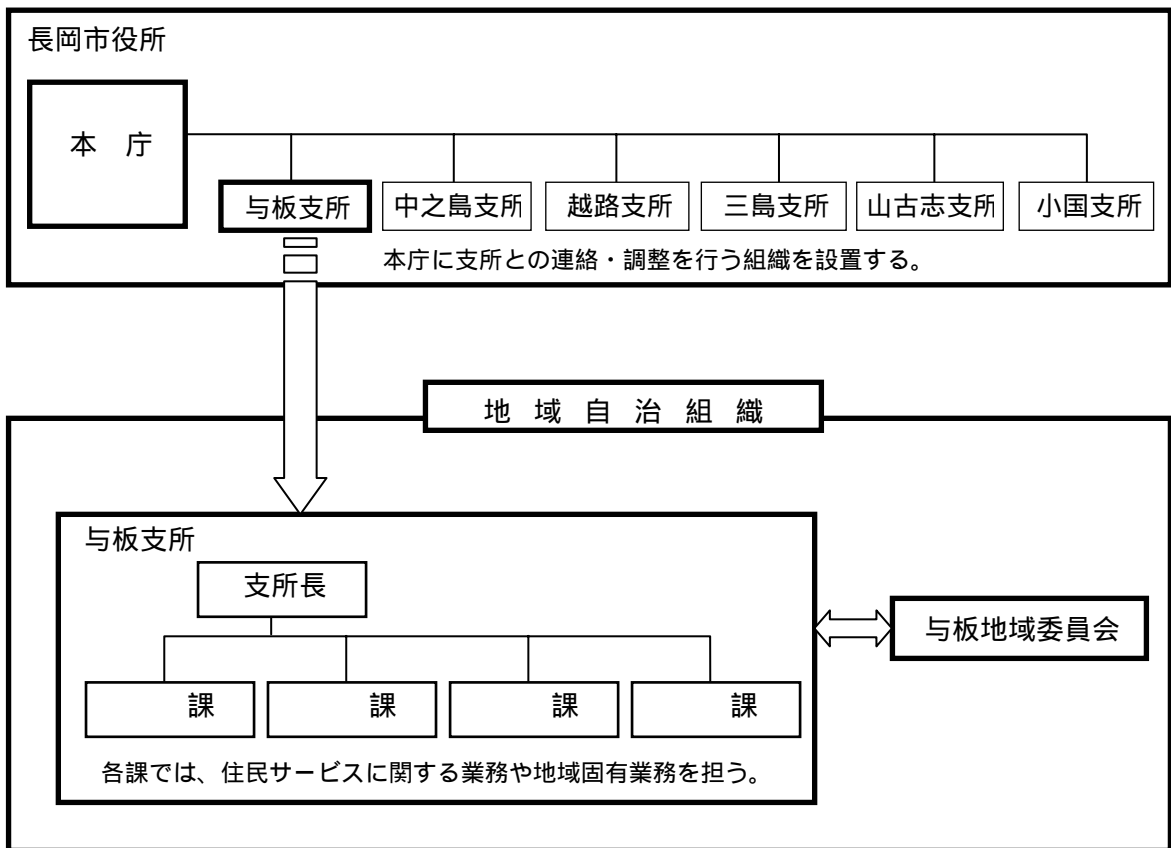 長岡市役所
本 庁
与板支所
中之島支所
越路支所
三島支所
山古志支所
小国支所
本庁に支所との連絡・調整を行う組織を設置する。
地 域 自 治 組 織
与板支所
支所長
与板地域委員会
課
課
課
課
各課では、住民サービスに関する業務や地域固有業務を担う。